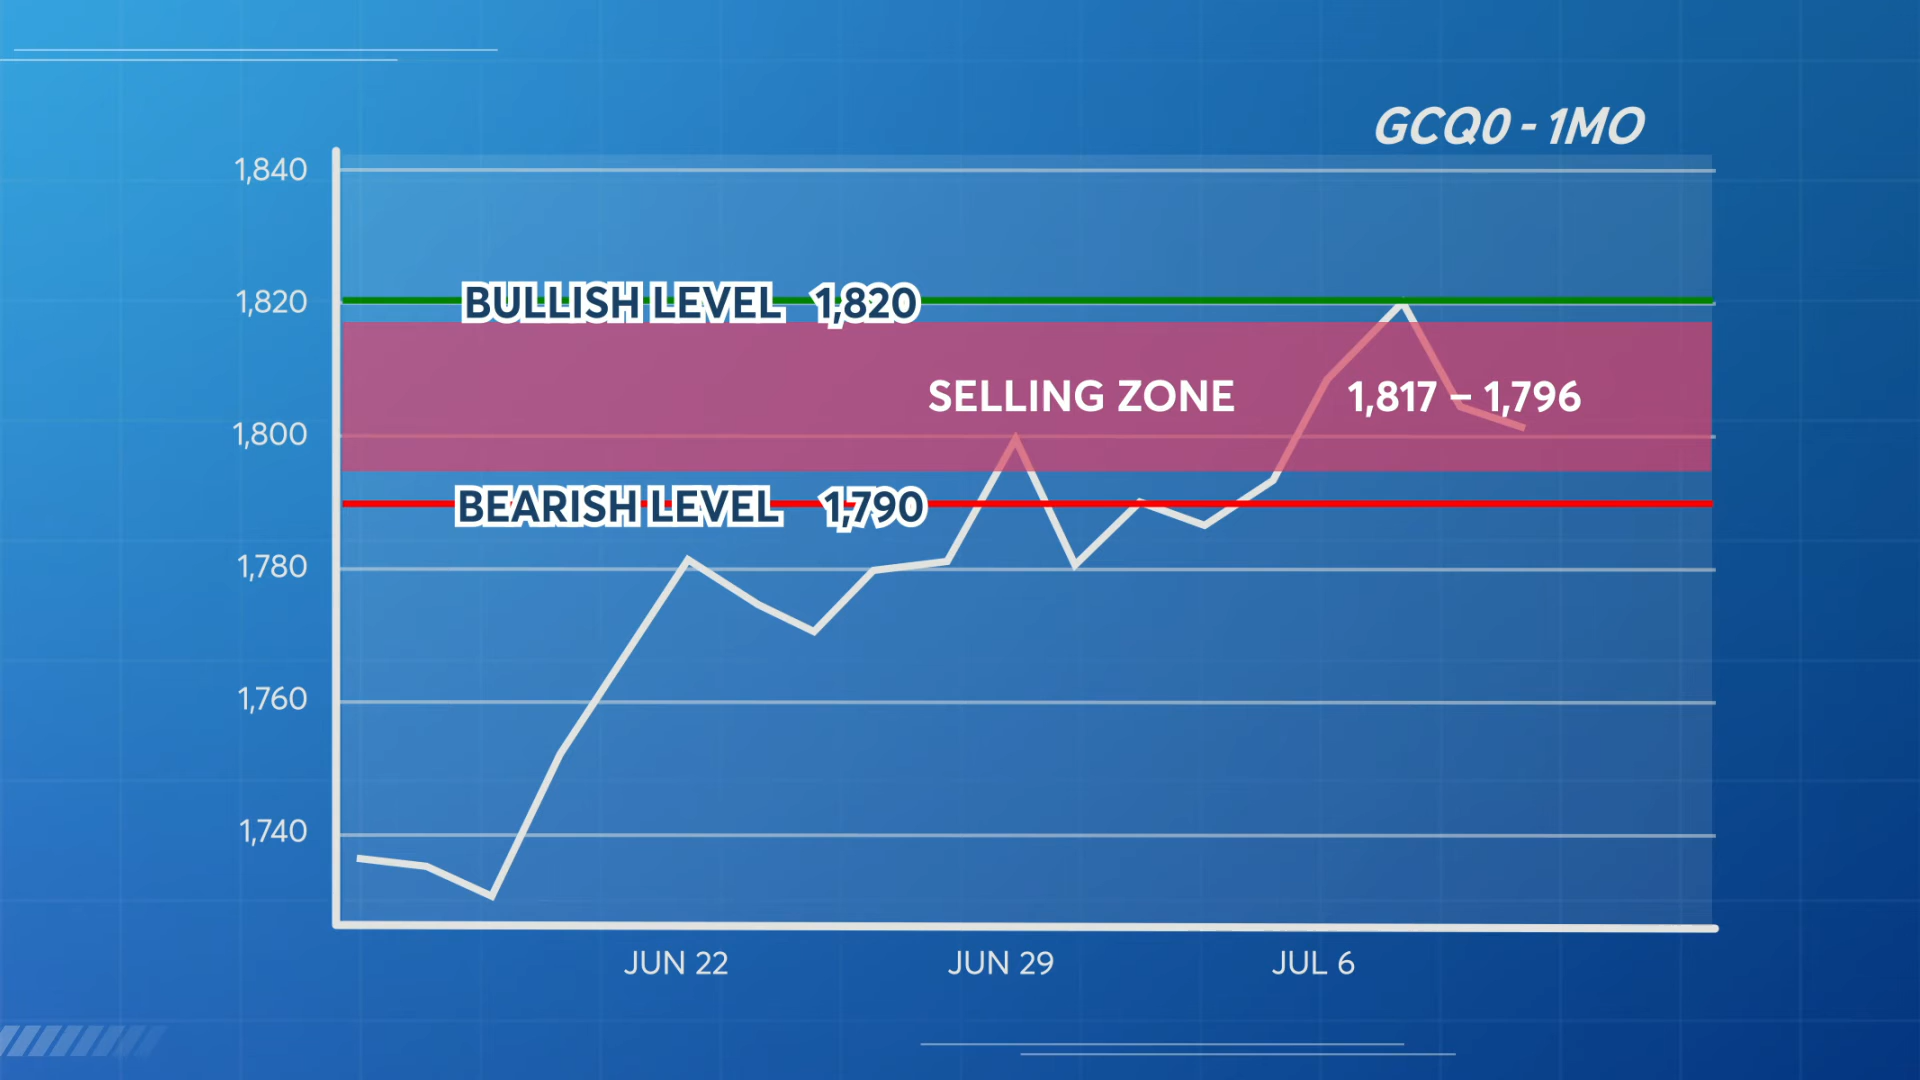 GCQ0 - 1MO
1,840
1,820
BULLISH LEVEL 1,820
SELLING ZONE 1,817 – 1,796
1,800
BEARISH LEVEL 1,790
1,780
1,760
1,740
JUN 22 JUN 29 JUL 6